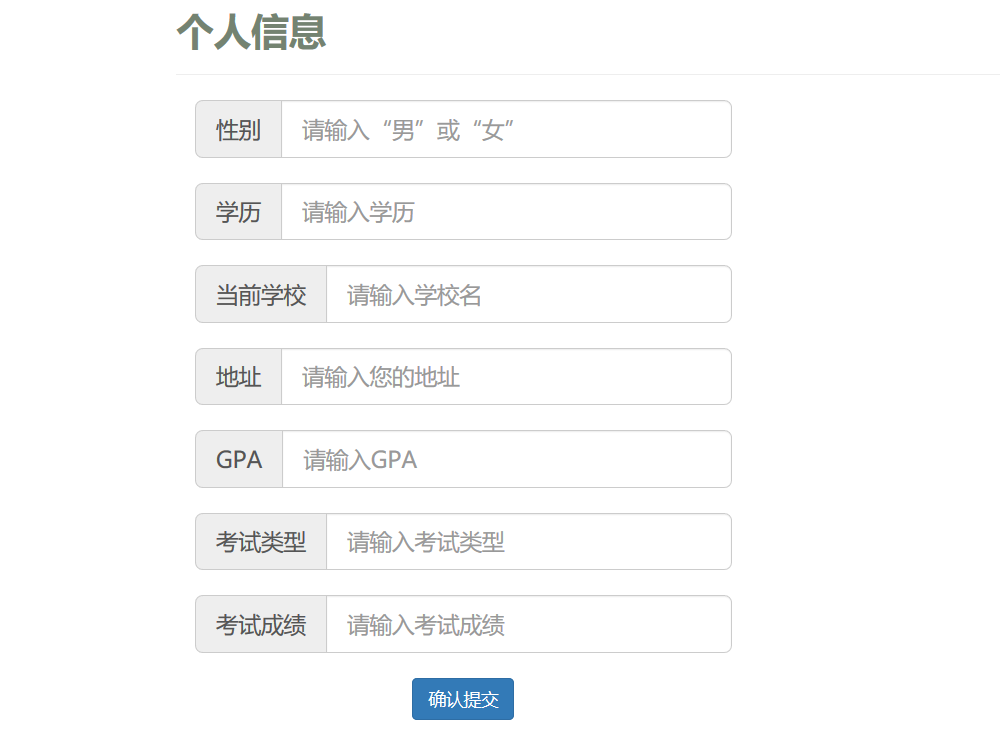 个人信息
性别 请输入“男”或“女”
学历 请输入学历
当前学校 请输入学校名
地址 请输入您的地址
GPA 请输入GPA
考试类型 请输入考试类型
考试成绩 请输入考试成绩
确认提交